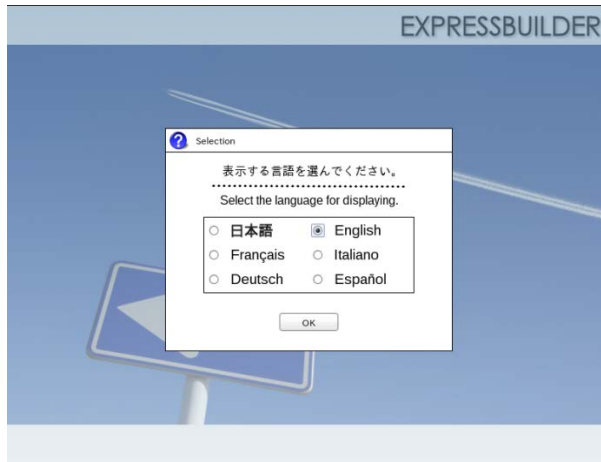 EXPRESSBUILDER
Selection
表示する言語を選んでください。
Select the language for displaying.
日本語 English
Français Italiano
Deutsch Español
OK